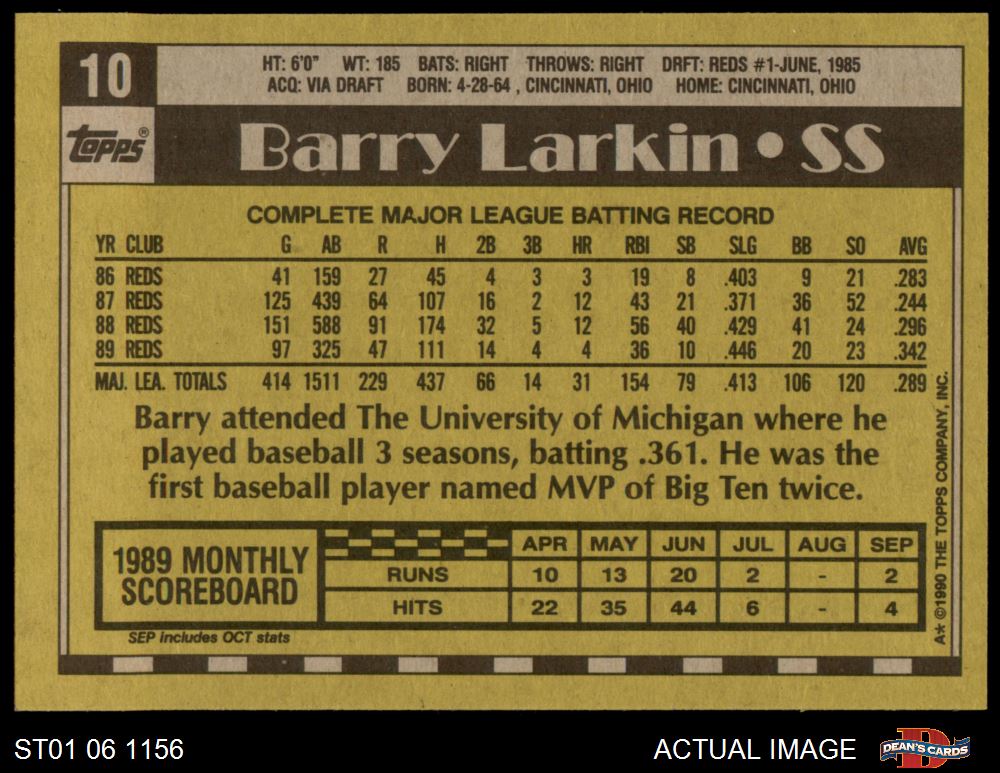 10
HT: 6'0" WT: 185 BATS: RIGHT THROWS: RIGHT DRFT: REDS #1-JUNE, 1985
ACQ: VIA DRAFT BORN: 4-28-64 , CINCINNATI, OHIO HOME: CINCINNATI, OHIO
TOPPS®
Barry Larkin • SS
COMPLETE MAJOR LEAGUE BATTING RECORD
YR CLUB G AB R H 2B 3B HR RBI SB SLG BB SO AVG
86 REDS 41 159 27 45 4 3 3 19 8 .403 9 21 .283
87 REDS 125 439 64 107 16 2 12 43 21 .371 36 52 .244
88 REDS 151 588 91 174 32 5 12 56 40 .429 41 24 .296
89 REDS 97 325 47 111 14 4 4 36 10 .446 20 23 .342
MAJ. LEA. TOTALS 414 1511 229 437 66 14 31 154 79 .413 106 120 .289
Barry attended The University of Michigan where he
played baseball 3 seasons, batting .361. He was the
first baseball player named MVP of Big Ten twice.
1989 MONTHLY
SCOREBOARD
APR MAY JUN JUL AUG SEP
RUNS 10 13 20 2 - 2
HITS 22 35 44 6 - 4
SEP includes OCT stats
A* ©1990 THE TOPPS COMPANY, INC.
ST01 06 1156
ACTUAL IMAGE
D
DEAN'S CARDS